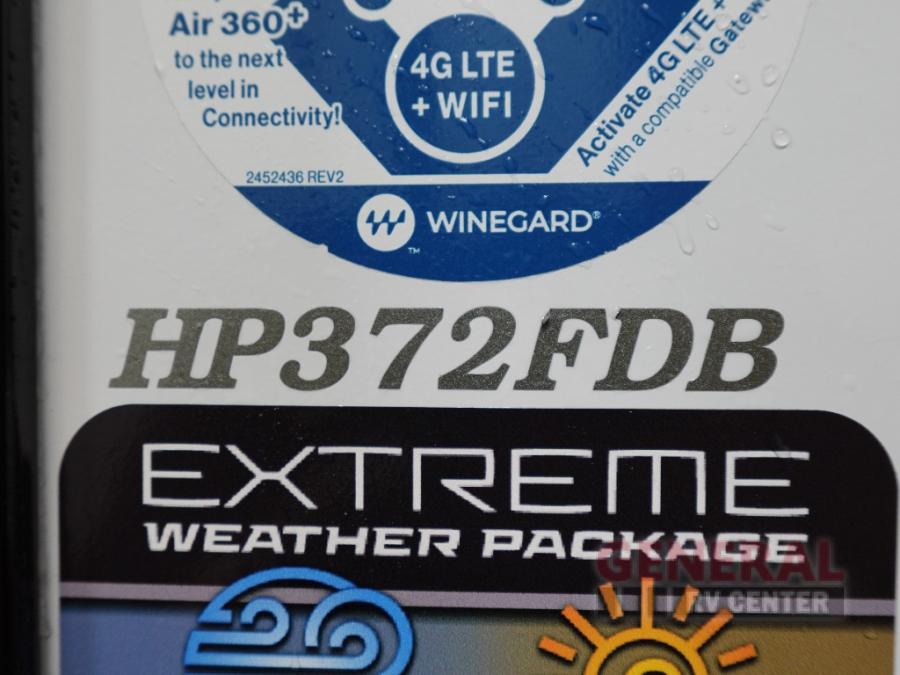 Air 360+
to the next
level in
Connectivity!
4G LTE
+ WIFI
Activate 4G LTE +
with a compatible
2452436 REV2
WINEGARD®
™
HP372FDB
EXTREME
WEATHER PACKAGE
GENERAL
RV CENTER